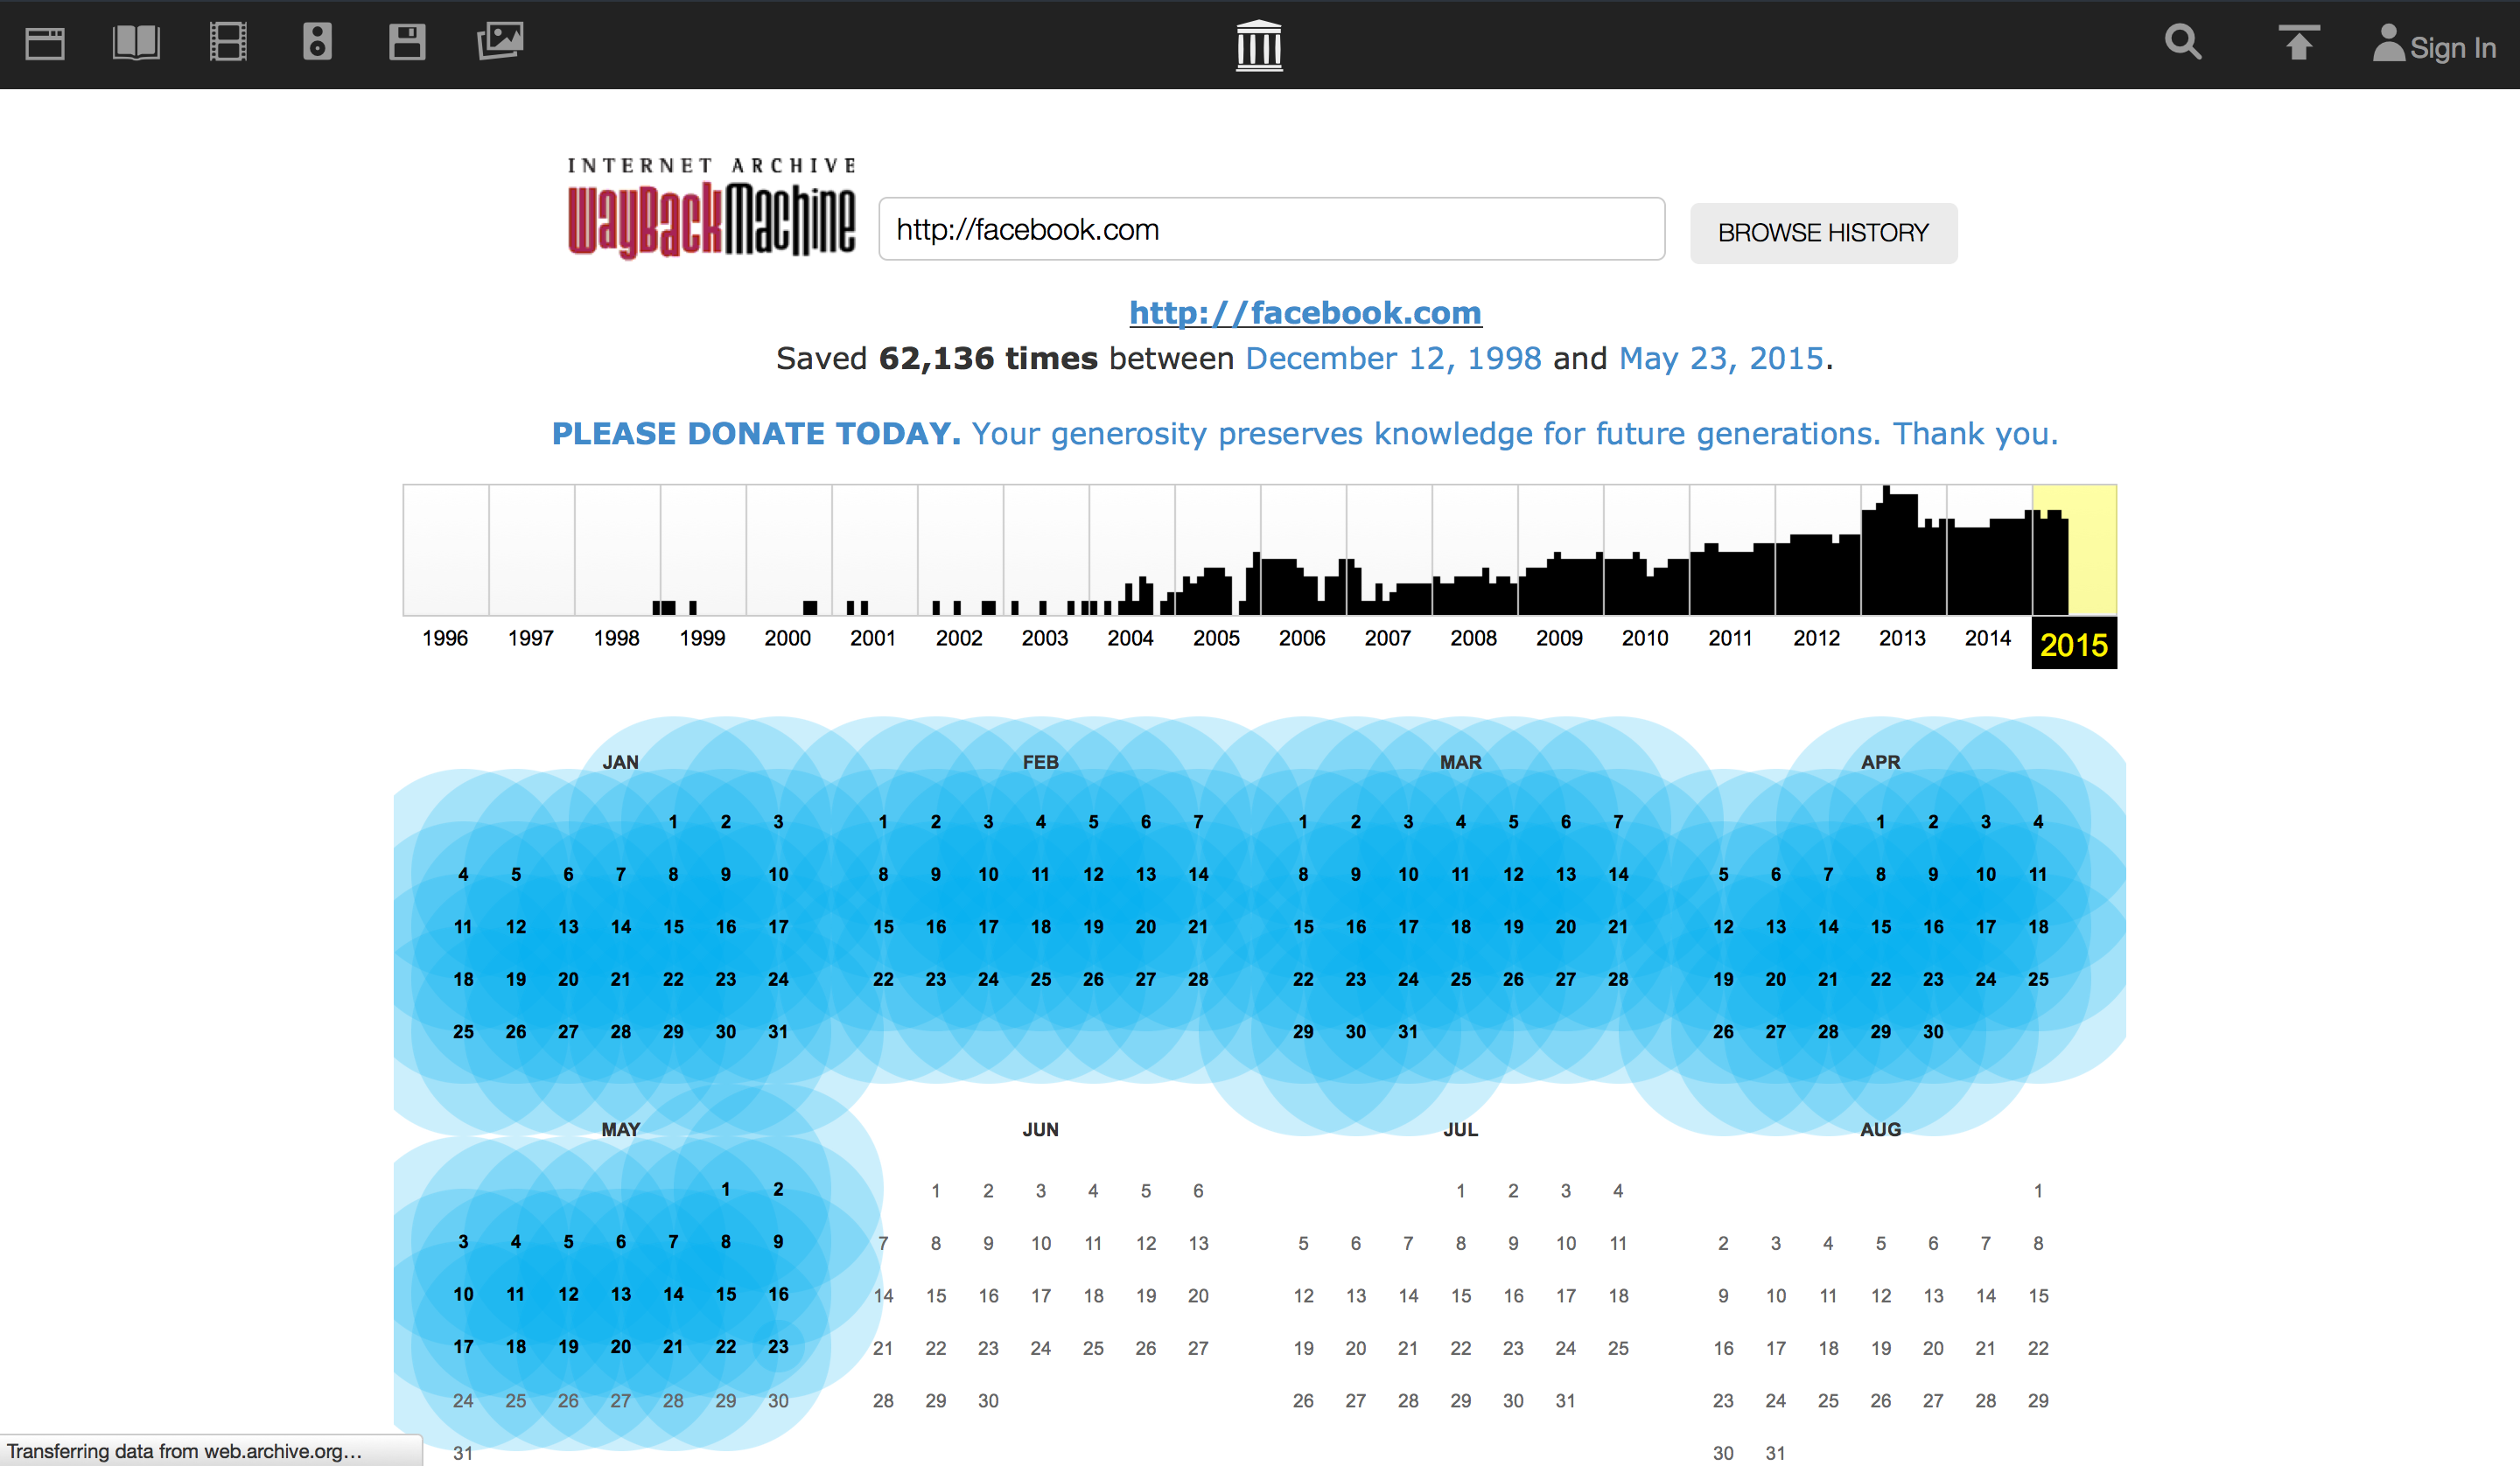 Sign In
INTERNET ARCHIVE
WayBackMachine
http://facebook.com
BROWSE HISTORY
http://facebook.com
Saved 62,136 times between December 12, 1998 and May 23, 2015.
PLEASE DONATE TODAY. Your generosity preserves knowledge for future generations. Thank you.
1996 1997 1998 1999 2000 2001 2002 2003 2004 2005 2006 2007 2008 2009 2010 2011 2012 2013 2014 2015
JAN
1 2 3
4 5 6 7 8 9 10
11 12 13 14 15 16 17
18 19 20 21 22 23 24
25 26 27 28 29 30 31
FEB
1 2 3 4 5 6 7
8 9 10 11 12 13 14
15 16 17 18 19 20 21
22 23 24 25 26 27 28
MAR
1 2 3 4 5 6 7
8 9 10 11 12 13 14
15 16 17 18 19 20 21
22 23 24 25 26 27 28
29 30 31
APR
1 2 3 4
5 6 7 8 9 10 11
12 13 14 15 16 17 18
19 20 21 22 23 24 25
26 27 28 29 30
MAY
1 2
3 4 5 6 7 8 9
10 11 12 13 14 15 16
17 18 19 20 21 22 23
24 25 26 27 28 29 30
31
JUN
1 2 3 4 5 6
7 8 9 10 11 12 13
14 15 16 17 18 19 20
21 22 23 24 25 26 27
28 29 30
JUL
1 2 3 4
5 6 7 8 9 10 11
12 13 14 15 16 17 18
19 20 21 22 23 24 25
26 27 28 29 30 31
AUG
1
2 3 4 5 6 7 8
9 10 11 12 13 14 15
16 17 18 19 20 21 22
23 24 25 26 27 28 29
30 31
Transferring data from web.archive.org...